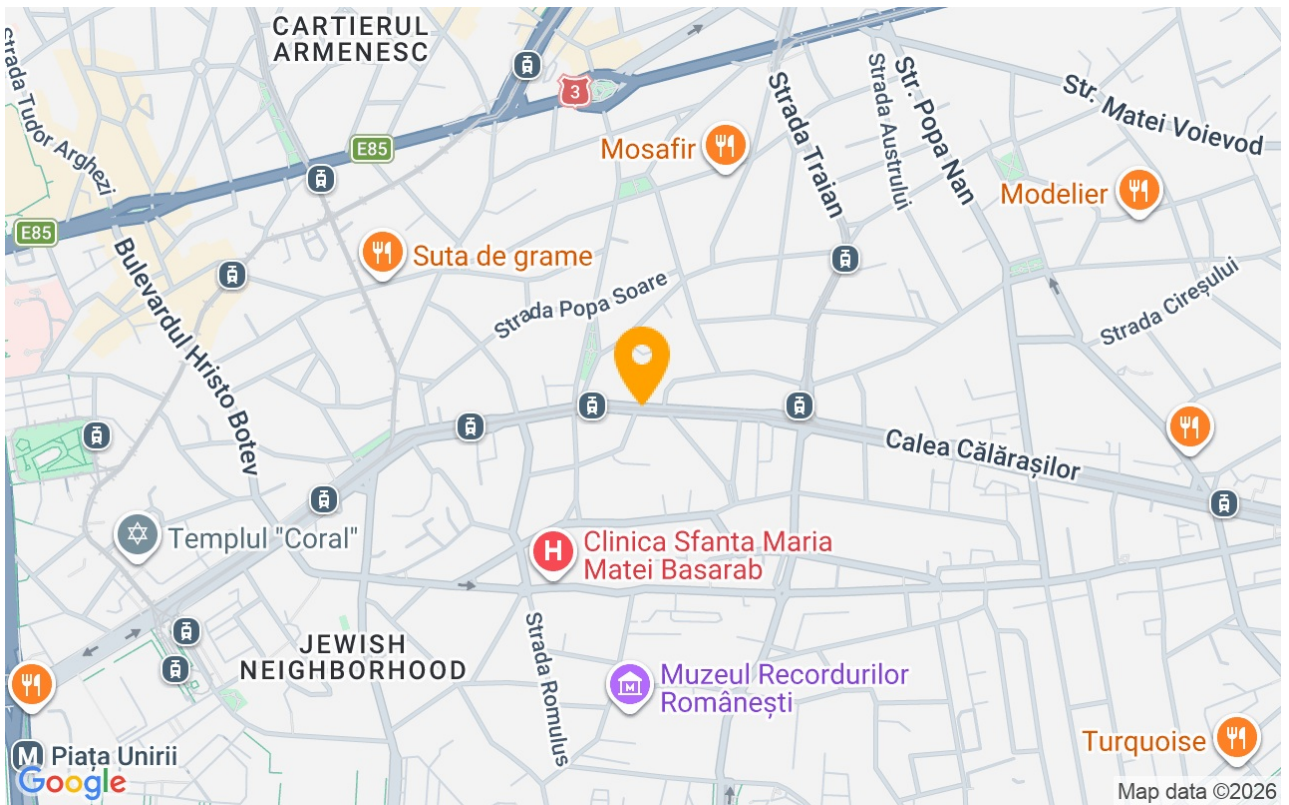 CARTIERUL
ARMENESC
Strada Tudor Arghezi
E85
3
Mosafir
Strada Traian
Strada Austrului
Str. Popa Nan
Str. Matei Voievod
Modelier
E85
Bulevardul Hristo Botev
Suta de grame
Strada Popa Soare
Strada Cireșului
Calea Călărașilor
Templul "Coral"
H
Clinica Sfanta Maria
Matei Basarab
JEWISH
NEIGHBORHOOD
Strada Romulus
M
Muzeul Recordurilor
Românești
Turquoise
M Piața Unirii
Google
Map data ©2026